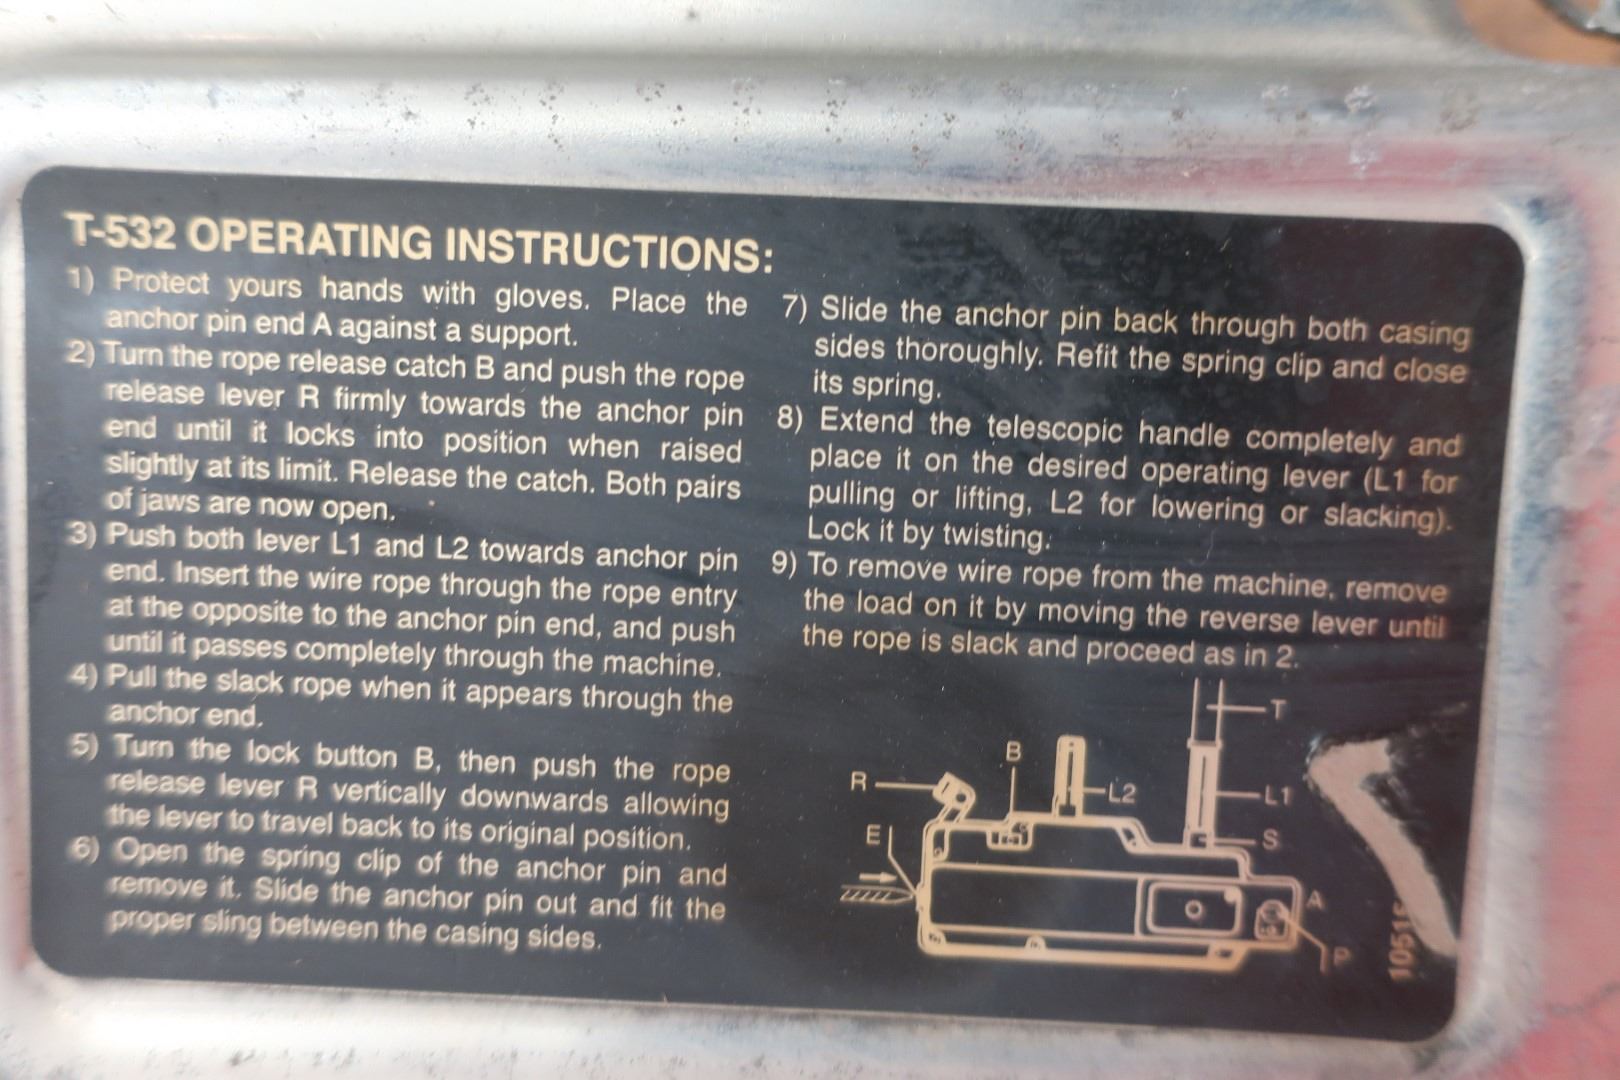 T-532 OPERATING INSTRUCTIONS:
1) Protect yours hands with gloves. Place the
anchor pin end A against a support.
2) Turn the rope release catch B and push the rope
release lever R firmly towards the anchor pin
end until it locks into position when raised
slightly at its limit. Release the catch. Both pairs
of jaws are now open.
3) Push both lever L1 and L2 towards anchor pin
end. Insert the wire rope through the rope entry
at the opposite to the anchor pin end, and push
until it passes completely through the machine.
4) Pull the slack rope when it appears through the
anchor end.
5) Turn the lock button B, then push the rope
release lever R vertically downwards allowing
the lever to travel back to its original position.
6) Open the spring clip of the anchor pin and
remove it. Slide the anchor pin out and fit the
proper sling between the casing sides.
7) Slide the anchor pin back through both casing
sides thoroughly. Refit the spring clip and close
its spring.
8) Extend the telescopic handle completely and
place it on the desired operating lever (L1 for
pulling or lifting, L2 for lowering or slacking).
Lock it by twisting.
9) To remove wire rope from the machine, remove
the load on it by moving the reverse lever until
the rope is slack and proceed as in 2.
T
B
R
L2
L1
E
S
A
P
1051